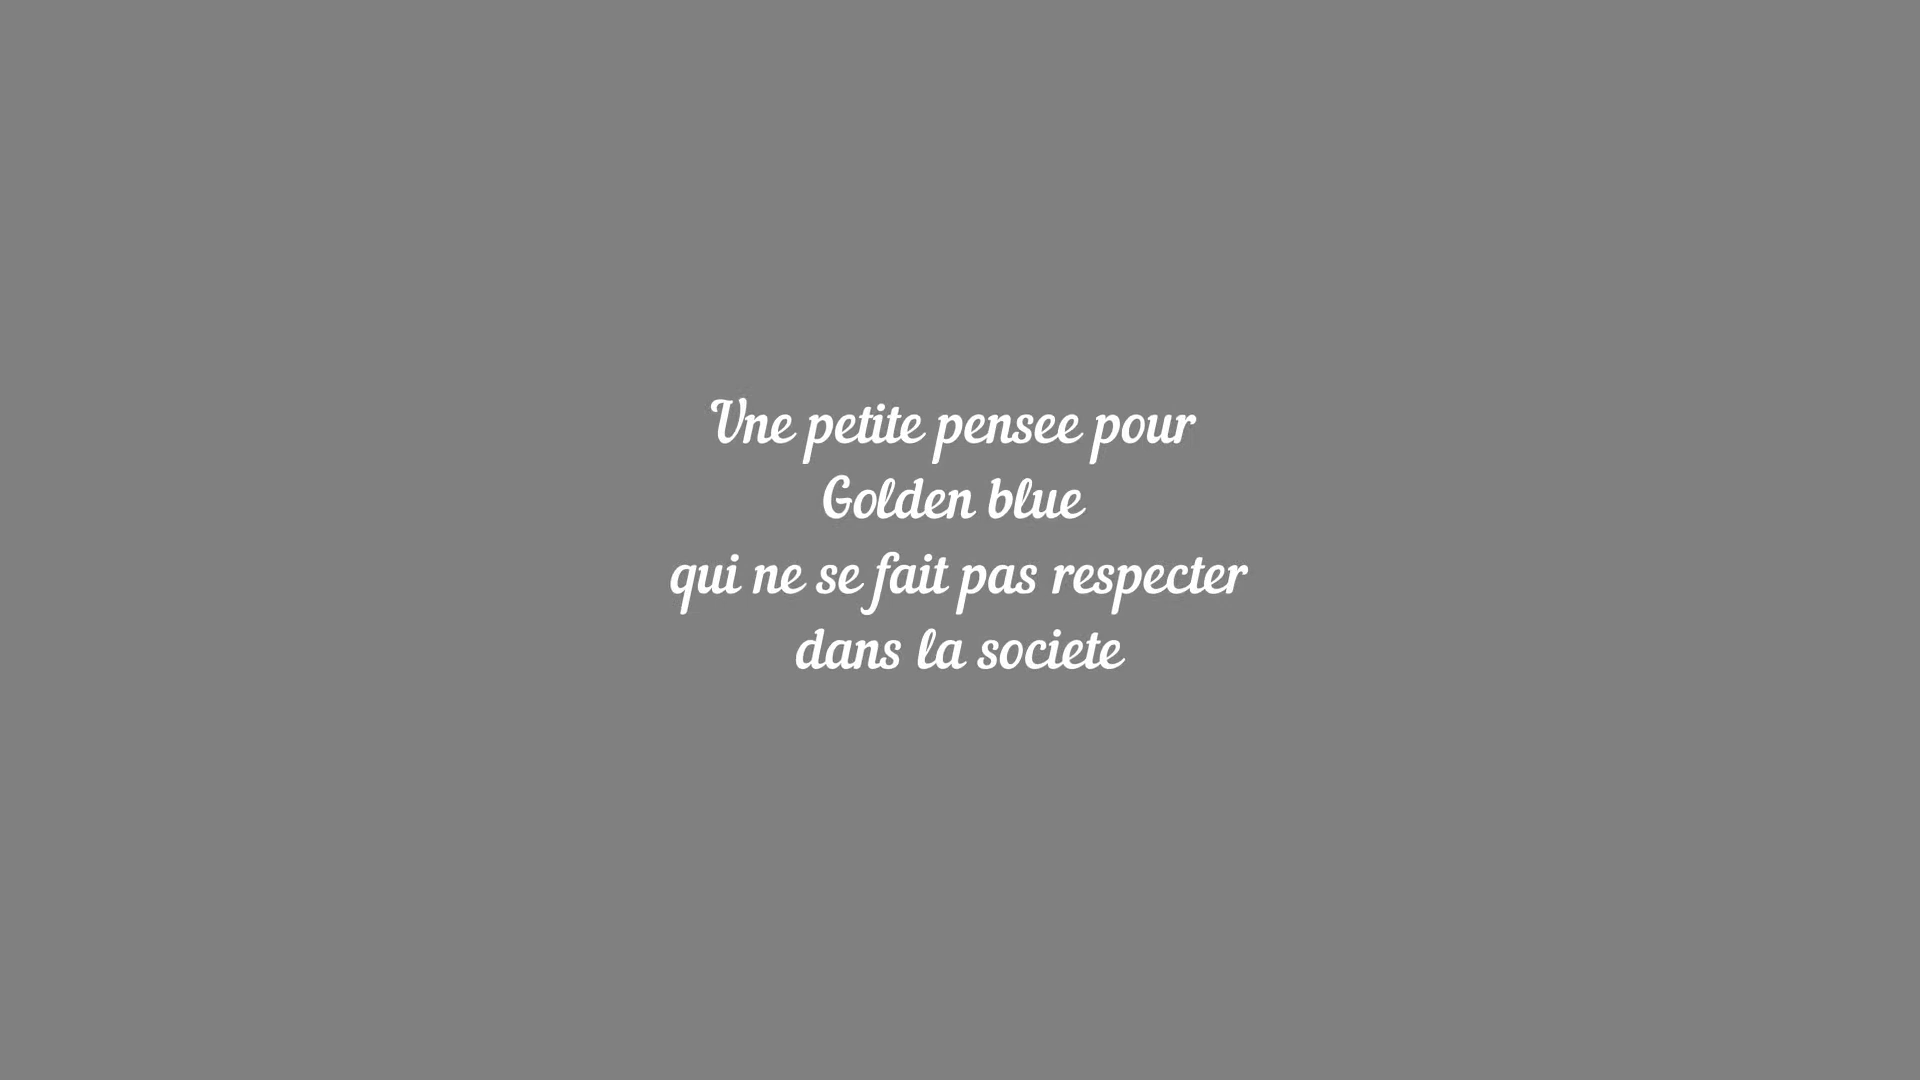 Une petite pensee pour
Golden blue
qui ne se fait pas respecter
dans la societe